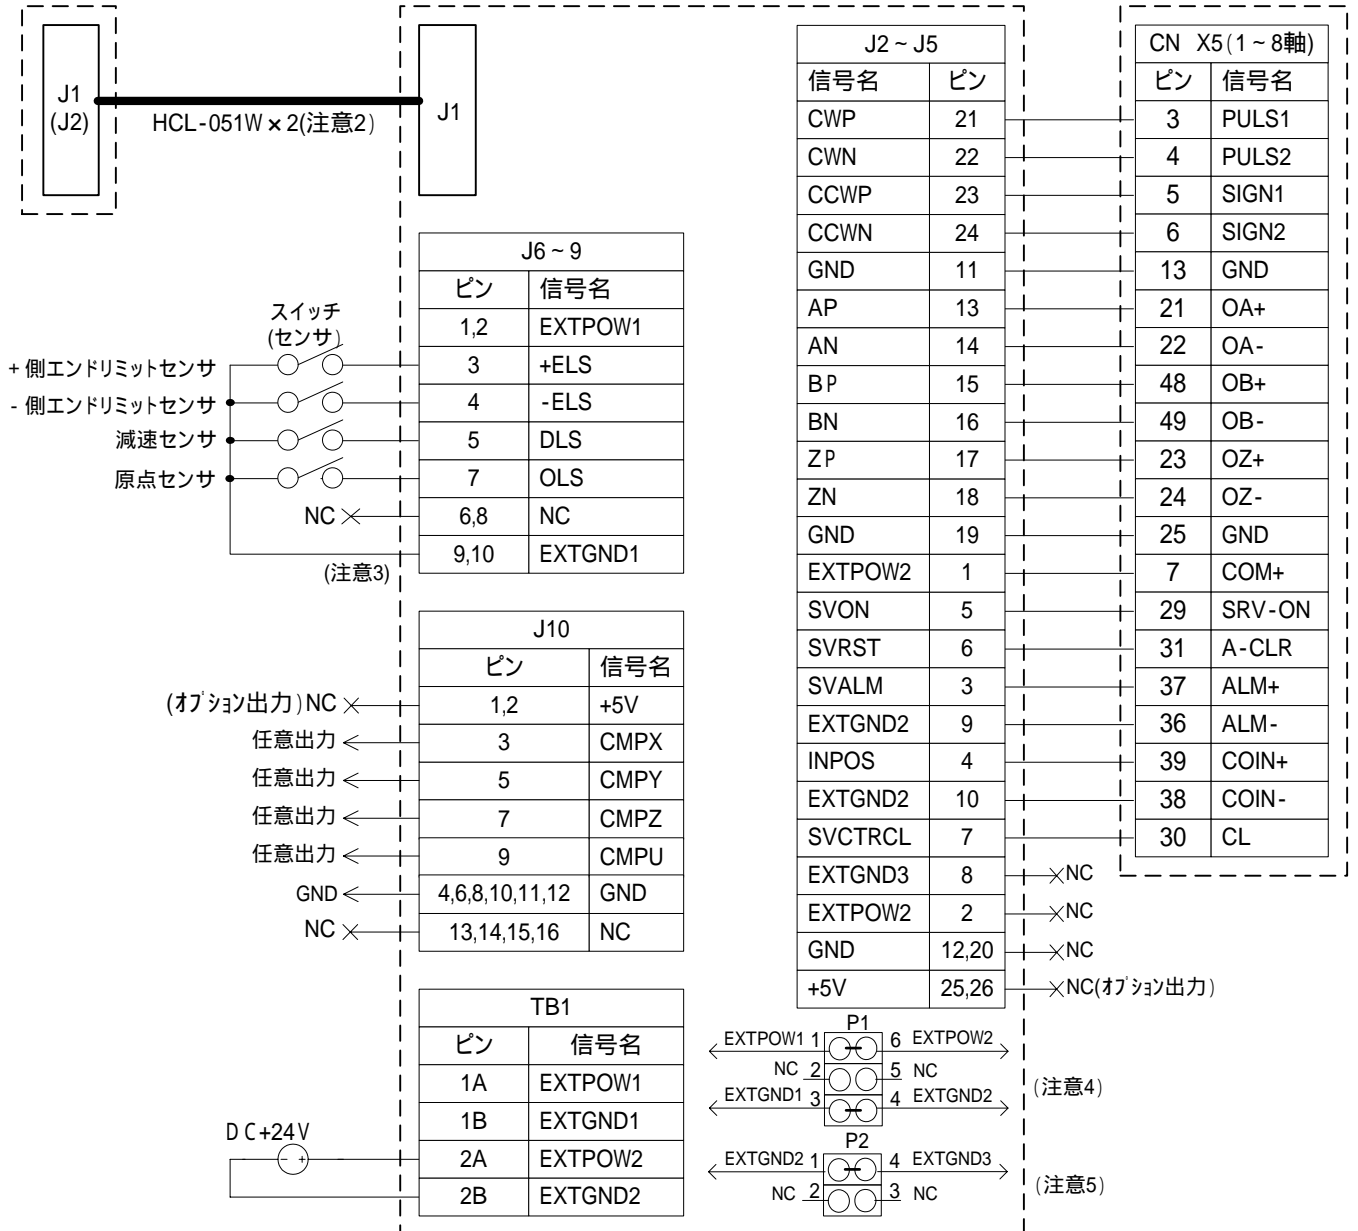 J1
(J2)
HCL-051W×2(注意2)
J1
J6～9
ピン 信号名
1,2 EXTPOW1
3 +ELS
4 -ELS
5 DLS
7 OLS
6,8 NC
9,10 EXTGND1
スイッチ
(センサ)
+側エンドリミットセンサ
-側エンドリミットセンサ
減速センサ
原点センサ
NC
(注意3)
J10
ピン 信号名
1,2 +5V
3 CMPX
5 CMPY
7 CMPZ
9 CMPU
4,6,8,10,11,12 GND
13,14,15,16 NC
(オプション出力)NC
任意出力
任意出力
任意出力
任意出力
GND
NC
TB1
ピン 信号名
1A EXTPOW1
1B EXTGND1
2A EXTPOW2
2B EXTGND2
DC+24V
- +
J2～J5
信号名 ピン
CWP 21
CWN 22
CCWP 23
CCWN 24
GND 11
AP 13
AN 14
BP 15
BN 16
ZP 17
ZN 18
GND 19
EXTPOW2 1
SVON 5
SVRST 6
SVALM 3
EXTGND2 9
INPOS 4
EXTGND2 10
SVCTRCL 7
EXTGND3 8 NC
EXTPOW2 2 NC
GND 12,20 NC
+5V 25,26 NC(オプション出力)
CN X5(1～8軸)
ピン 信号名
3 PULS1
4 PULS2
5 SIGN1
6 SIGN2
13 GND
21 OA+
22 OA-
48 OB+
49 OB-
23 OZ+
24 OZ-
25 GND
7 COM+
29 SRV-ON
31 A-CLR
37 ALM+
36 ALM-
39 COIN+
38 COIN-
30 CL
P1
EXTPOW1 1 6 EXTPOW2
NC 2 5 NC
EXTGND1 3 4 EXTGND2
(注意4)
P2
EXTGND2 1 4 EXTGND3
NC 2 3 NC
(注意5)